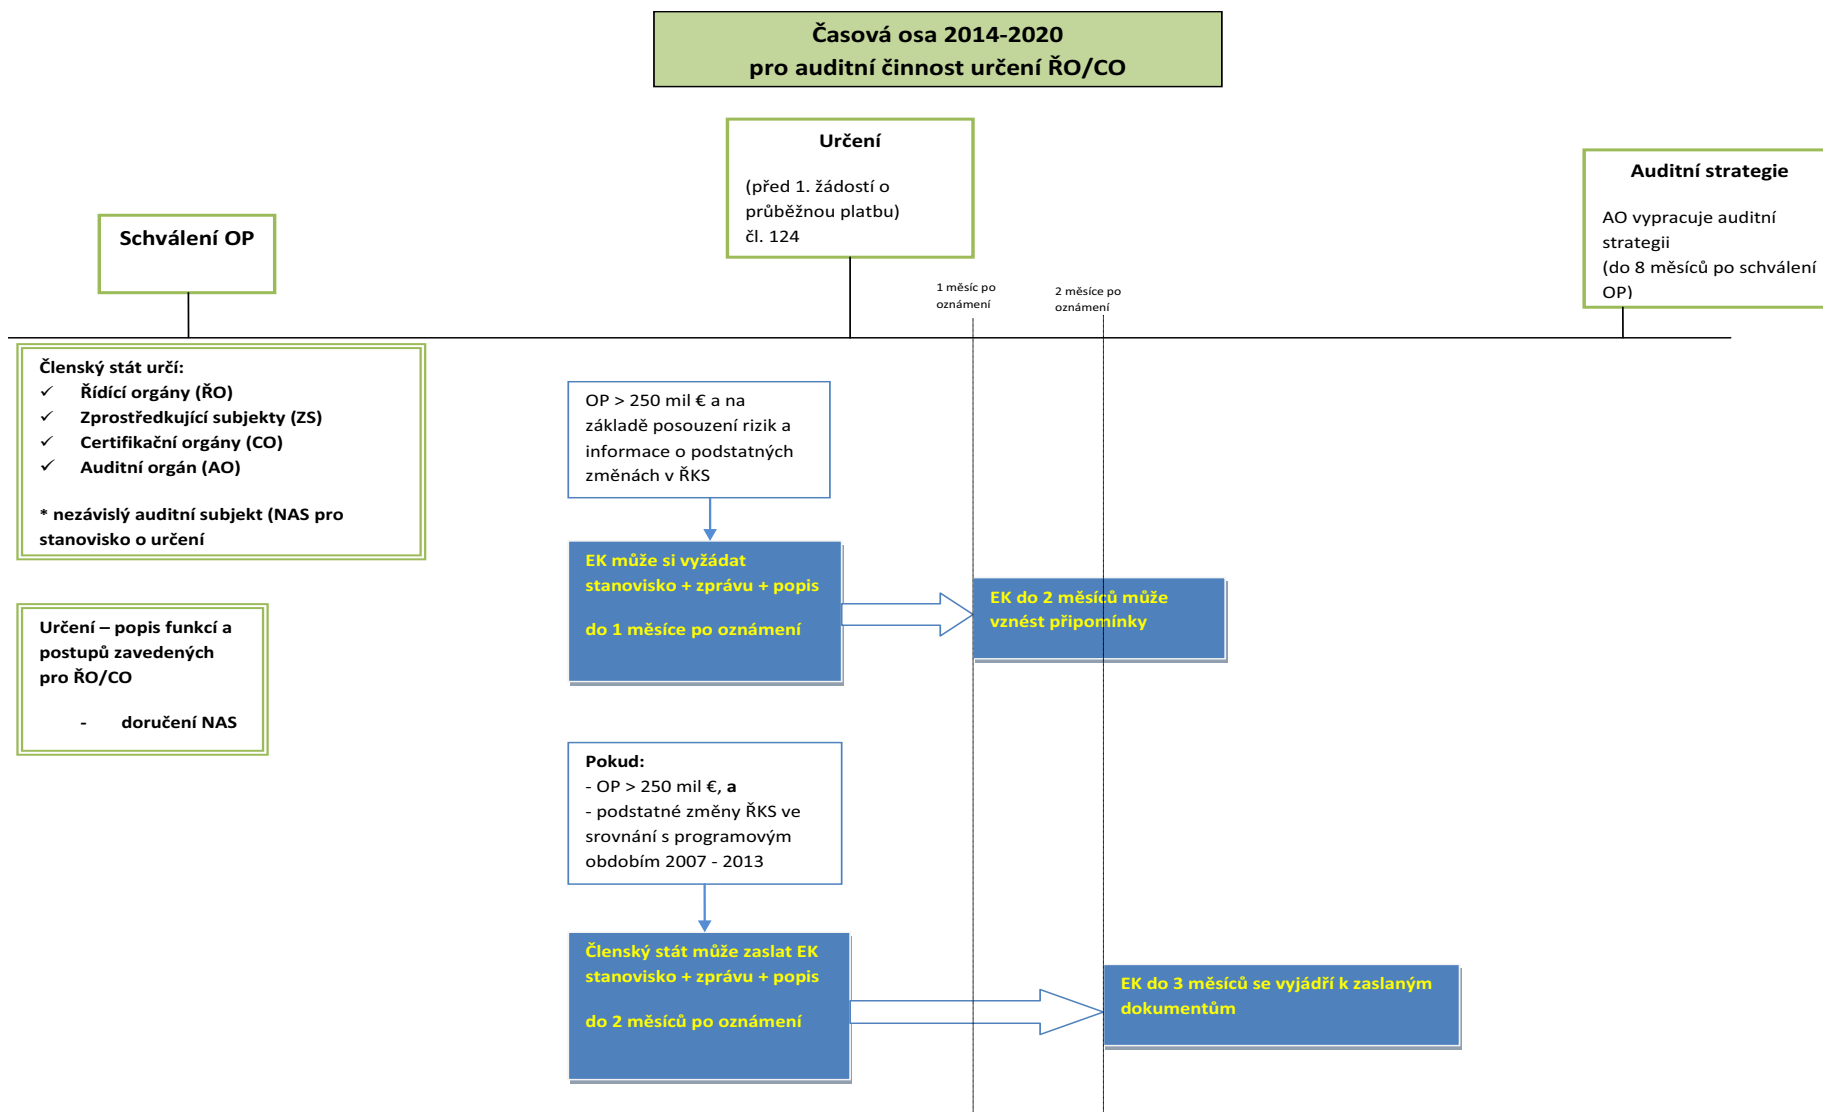 Časová osa 2014-2020
pro auditní činnost určení ŘO/CO
Schválení OP
Určení
(před 1. žádostí o
průběžnou platbu)
čl. 124
1 měsíc po
oznámení
2 měsíce po
oznámení
Auditní strategie
AO vypracuje auditní
strategii
(do 8 měsíců po schválení
OP)
Členský stát určí:
✓ Řídící orgány (ŘO)
✓ Zprostředkující subjekty (ZS)
✓ Certifikační orgány (CO)
✓ Auditní orgán (AO)
* nezávislý auditní subjekt (NAS pro
stanovisko o určení
Určení – popis funkcí a
postupů zavedených
pro ŘO/CO
- doručení NAS
OP > 250 mil € a na
základě posouzení rizik a
informace o podstatných
změnách v ŘKS
EK může si vyžádat
stanovisko + zprávu + popis
do 1 měsíce po oznámení
EK do 2 měsíců může
vznést připomínky
Pokud:
- OP > 250 mil €, a
- podstatné změny ŘKS ve
srovnání s programovým
obdobím 2007 - 2013
Členský stát může zaslat EK
stanovisko + zprávu + popis
do 2 měsíců po oznámení
EK do 3 měsíců se vyjádří k zaslaným
dokumentům